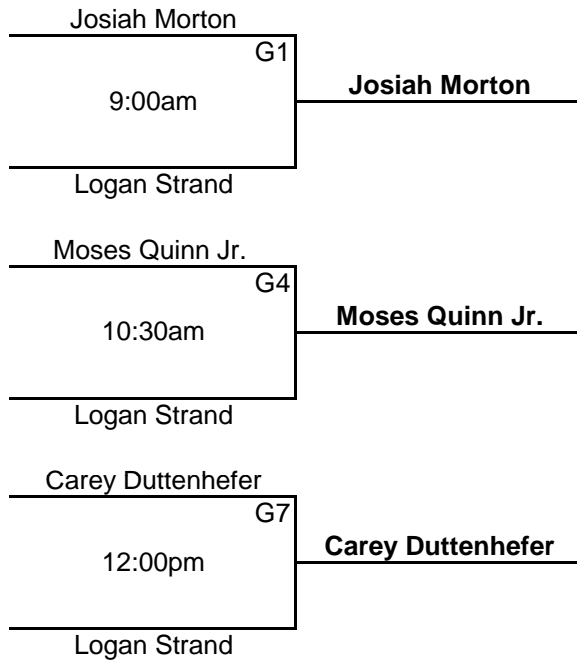 Josiah Morton
G1
9:00am
Josiah Morton
Logan Strand
Moses Quinn Jr.
G4
10:30am
Moses Quinn Jr.
Logan Strand
Carey Duttenhefer
G7
12:00pm
Carey Duttenhefer
Logan Strand